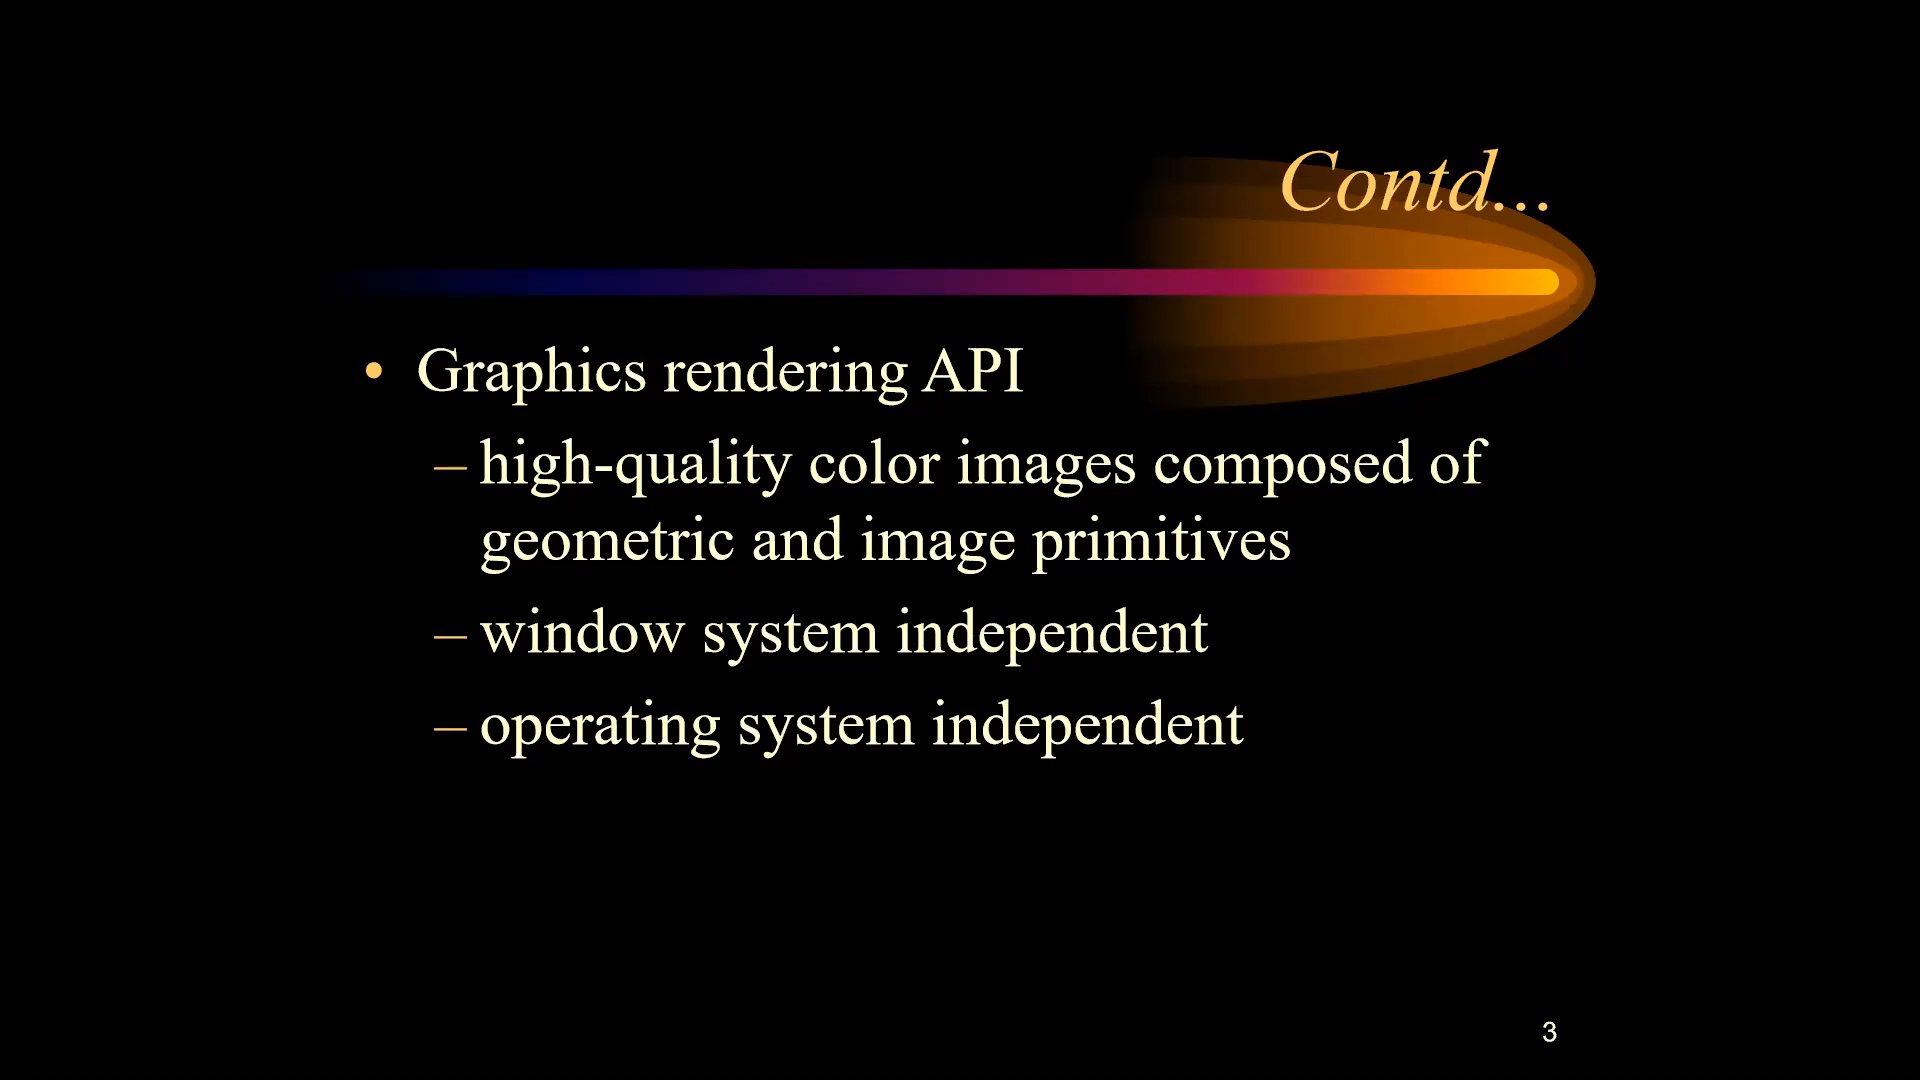 Contd...
• Graphics rendering API
– high-quality color images composed of
geometric and image primitives
– window system independent
– operating system independent
3